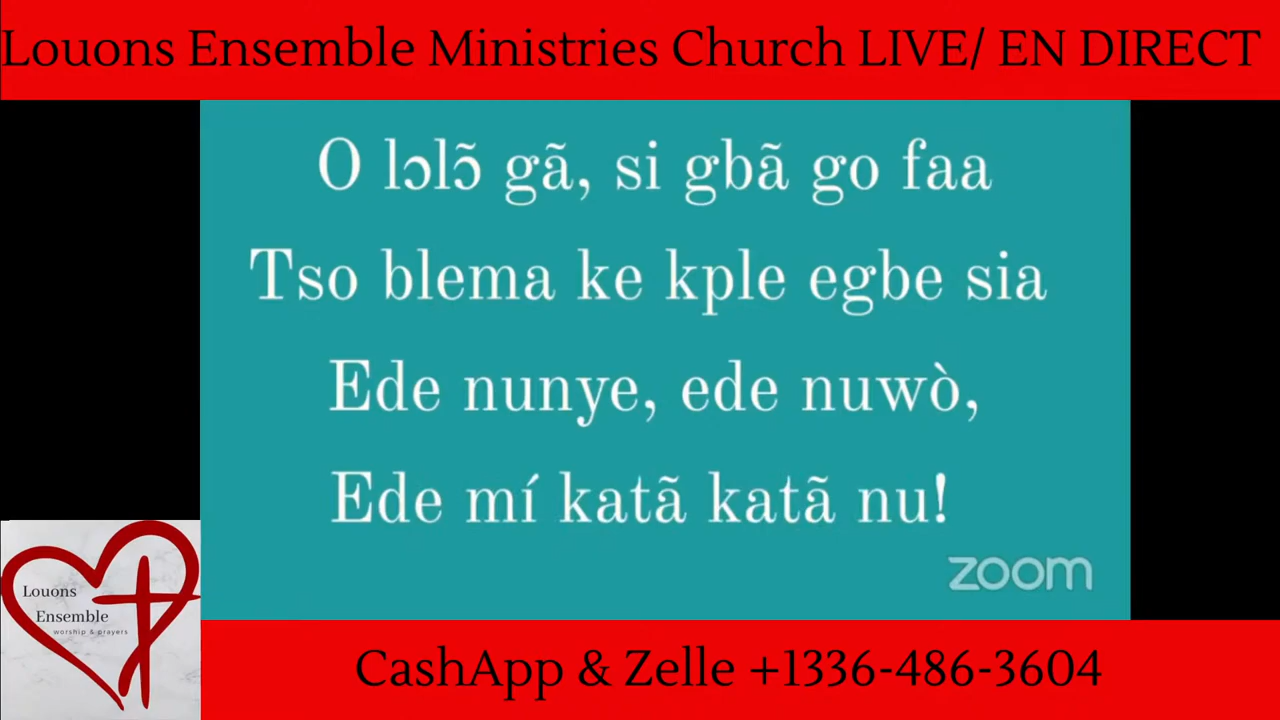 Louons Ensemble Ministries Church LIVE/ EN DIRECT
O lɔlɔ̃ gã, si gbã go faa
Tso blema ke kple egbe sia
Ede nunye, ede nuwò,
Ede mí katã katã nu!
zoom
Louons
Ensemble
worship & prayers
CashApp & Zelle +1336-486-3604